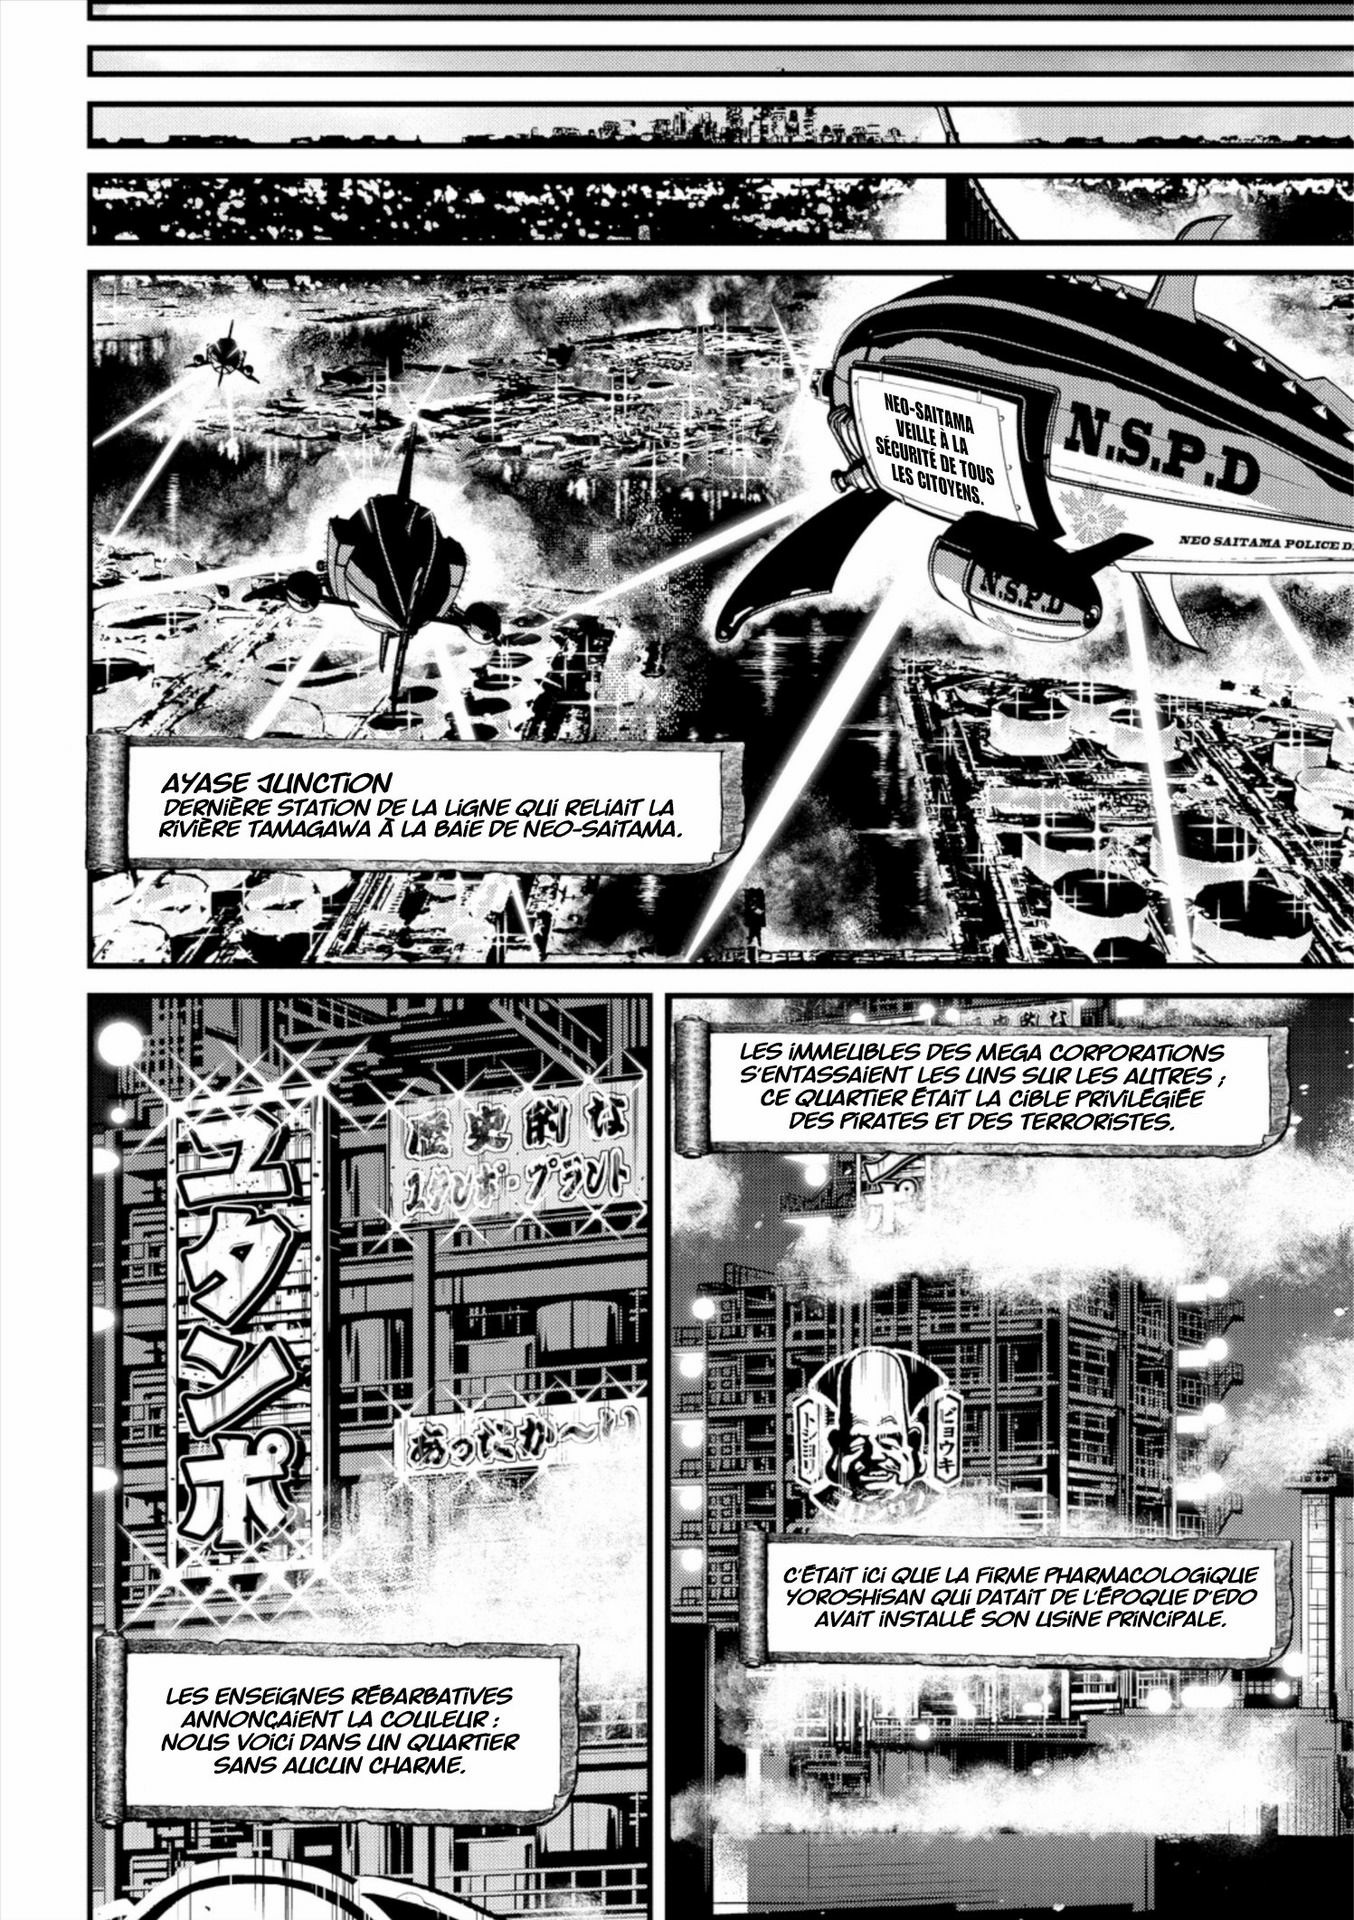 NEO-SAITAMA
VEILLE À LA
SÉCURITÉ DE TOUS
LES CITOYENS.
N.S.P.D
NEO SAITAMA POLICE D
N.S.P.D
AYASE JUNCTION
DERNIÈRE STATION DE LA LIGNE QUI RELIAIT LA
RIVIÈRE TAMAGAWA À LA BAIE DE NEO-SAITAMA.
LES IMMEUBLES DES MEGA CORPORATIONS
S'ENTASSAIENT LES UNS SUR LES AUTRES ;
CE QUARTIER ÉTAIT LA CIBLE PRIVILÉGIÉE
DES PIRATES ET DES TERRORISTES.
ンポ
トシヨリ
ビョウキ
C'ÉTAIT ICI QUE LA FIRME PHARMACOLOGIQUE
YOROSHISAN QUI DATAIT DE L'ÉPOQUE D'EDO
AVAIT INSTALLÉ SON USINE PRINCIPALE.
ユタンポ
歴史的な
ユタンポ・プラント
あったか〜い
LES ENSEIGNES RÉBARBATIVES
ANNONÇAIENT LA COULEUR :
NOUS VOICI DANS UN QUARTIER
SANS AUCUN CHARME.